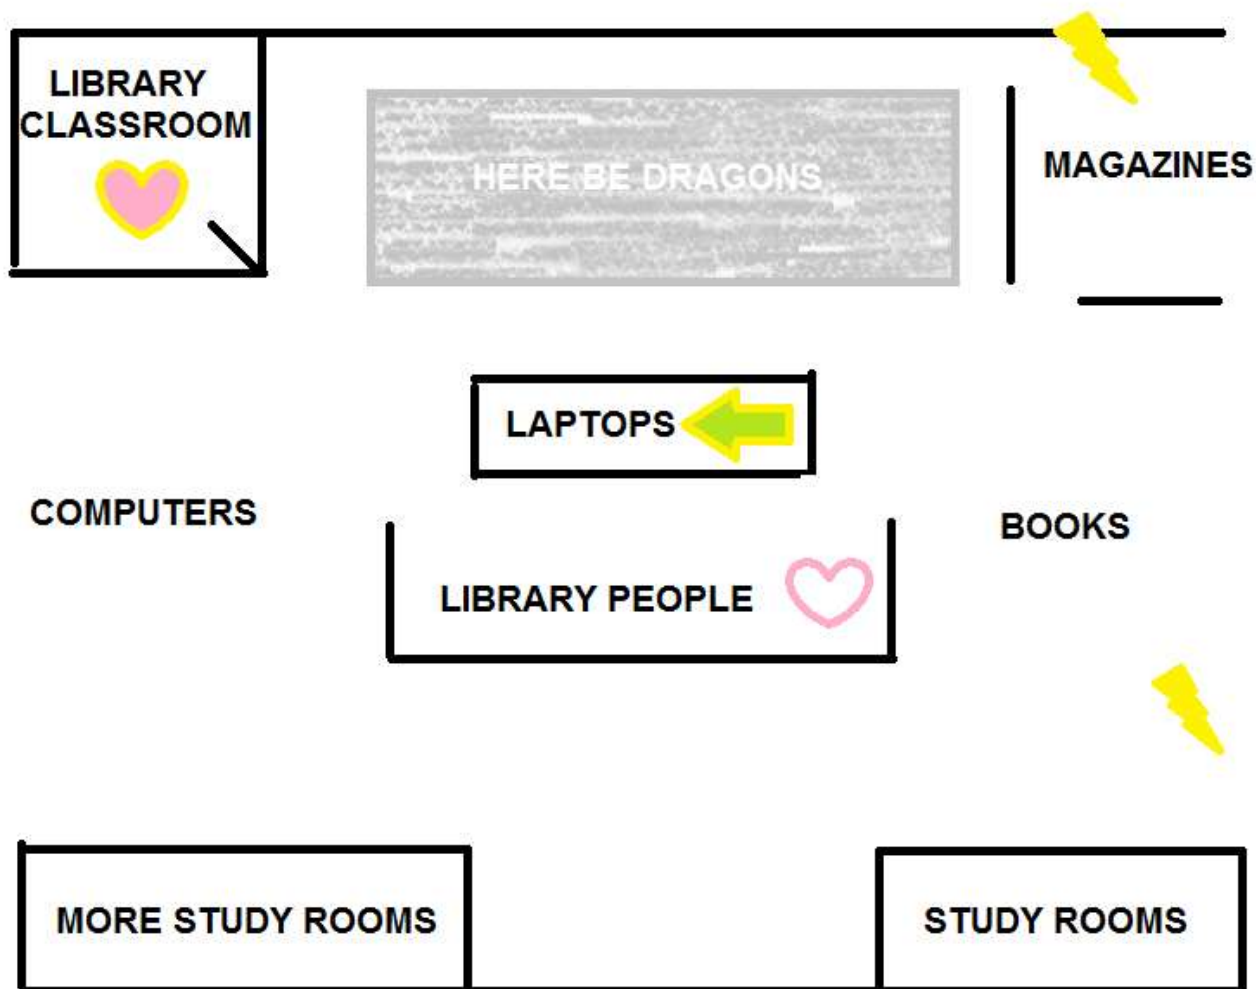 LIBRARY
CLASSROOM
HERE BE DRAGONS
MAGAZINES
LAPTOPS
COMPUTERS
BOOKS
LIBRARY PEOPLE
MORE STUDY ROOMS
STUDY ROOMS